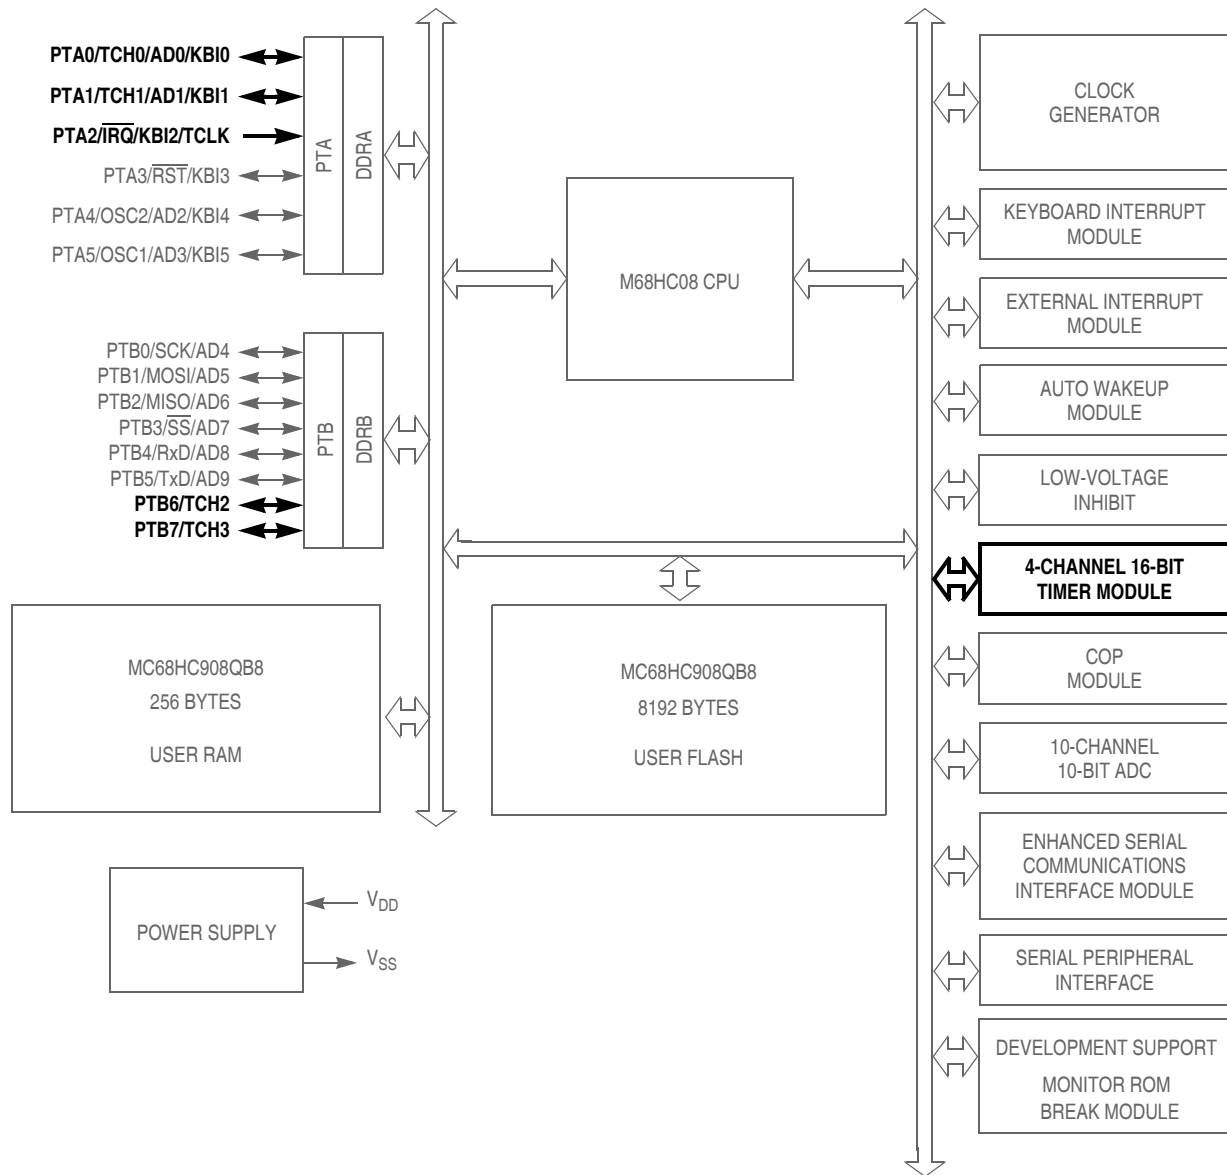 PTA0/TCH0/AD0/KBI0
PTA1/TCH1/AD1/KBI1
PTA2/IRQ/KBI2/TCLK
PTA3/RST/KBI3
PTA4/OSC2/AD2/KBI4
PTA5/OSC1/AD3/KBI5
PTA
DDRA
PTB0/SCK/AD4
PTB1/MOSI/AD5
PTB2/MISO/AD6
PTB3/SS/AD7
PTB4/RxD/AD8
PTB5/TxD/AD9
PTB6/TCH2
PTB7/TCH3
PTB
DDRB
M68HC08 CPU
MC68HC908QB8
256 BYTES
USER RAM
MC68HC908QB8
8192 BYTES
USER FLASH
POWER SUPPLY
VDD
VSS
CLOCK
GENERATOR
KEYBOARD INTERRUPT
MODULE
EXTERNAL INTERRUPT
MODULE
AUTO WAKEUP
MODULE
LOW-VOLTAGE
INHIBIT
4-CHANNEL 16-BIT
TIMER MODULE
COP
MODULE
10-CHANNEL
10-BIT ADC
ENHANCED SERIAL
COMMUNICATIONS
INTERFACE MODULE
SERIAL PERIPHERAL
INTERFACE
DEVELOPMENT SUPPORT
MONITOR ROM
BREAK MODULE